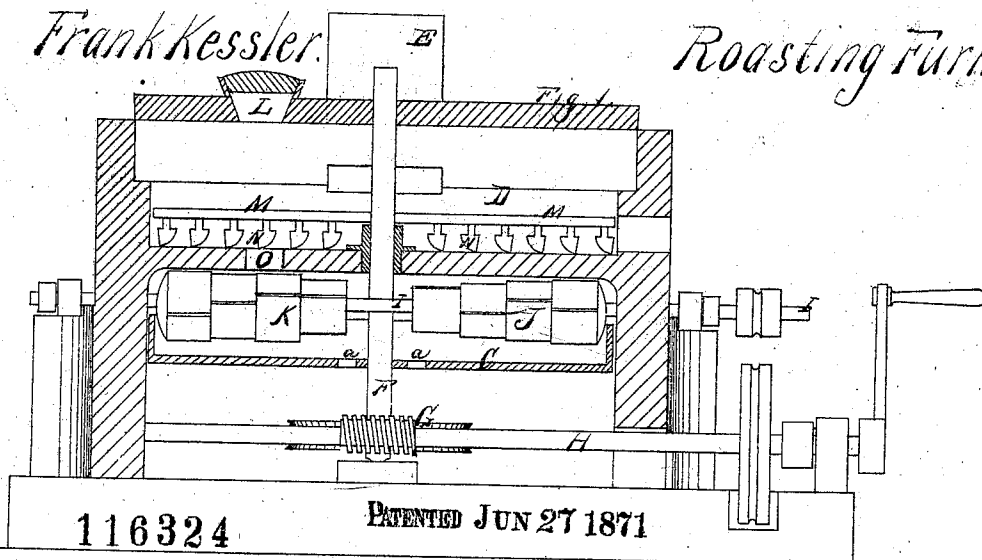 Frank Kessler.
E
Roasting Furn
L
Fig 1.
D
M M
N N
O
I
K J
I
a a C
F
G
H
116324
PATENTED JUN 27 1871